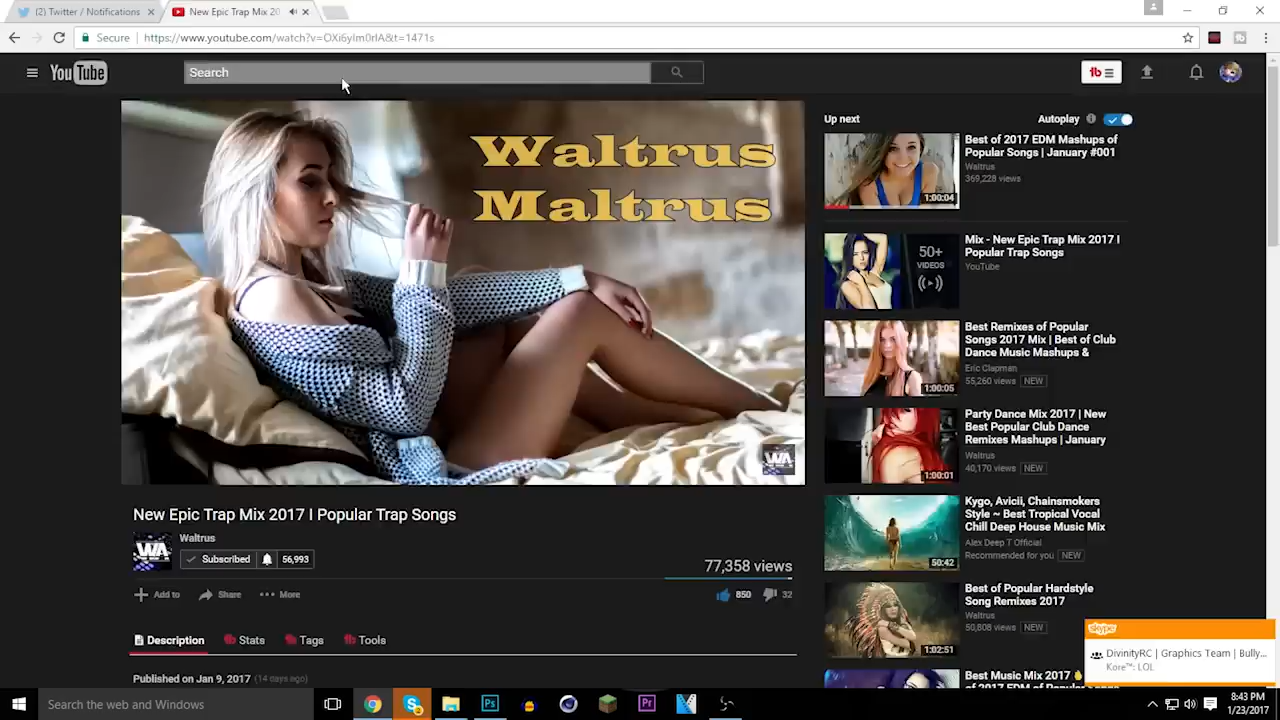 (2) Twitter / Notifications
New Epic Trap Mix 20
Secure
https://www.youtube.com/watch?v=OXi6yIm0rIA&t=1471s
YouTube
Search
Waltrus
Maltrus
WA
New Epic Trap Mix 2017 l Popular Trap Songs
WA
Waltrus
Subscribed 56,993
77,358 views
Add to Share More
850 32
Description Stats Tags Tools
Published on Jan 9, 2017 (14 days ago)
Up next
Autoplay
Best of 2017 EDM Mashups of
Popular Songs | January #001
Waltrus
369,228 views
1:00:04
50+
VIDEOS
Mix - New Epic Trap Mix 2017 l
Popular Trap Songs
YouTube
Best Remixes of Popular
Songs 2017 Mix | Best of Club
Dance Music Mashups &
Eric Clapman
55,260 views NEW
1:00:05
Party Dance Mix 2017 | New
Best Popular Club Dance
Remixes Mashups | January
Waltrus
40,170 views NEW
1:00:01
Kygo, Avicii, Chainsmokers
Style ~ Best Tropical Vocal
Chill Deep House Music Mix
Alex Deep T Official
Recommended for you NEW
50:42
Best of Popular Hardstyle
Song Remixes 2017
Waltrus
50,808 views NEW
1:02:51
Best Music Mix 2017
skype
DivinityRC | Graphics Team | Bully...
Kore™: LOL
Search the web and Windows
Ps
Pr
8:43 PM
1/23/2017